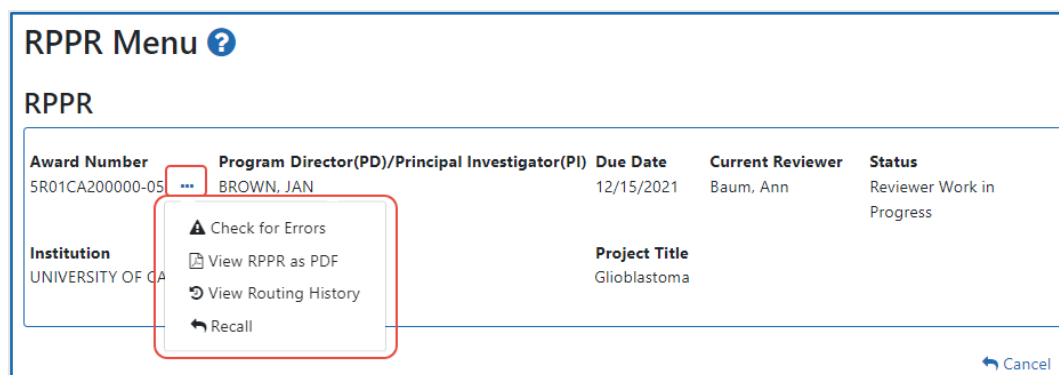 RPPR Menu ?
RPPR
Award Number Program Director(PD)/Principal Investigator(PI) Due Date Current Reviewer Status
5R01CA200000-05 ... BROWN, JAN 12/15/2021 Baum, Ann Reviewer Work in
Progress
Check for Errors
Institution Project Title
View RPPR as PDF
UNIVERSITY OF CA Glioblastoma
View Routing History
Recall
Cancel